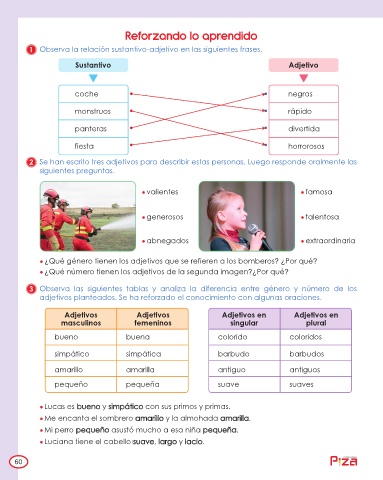 Reforzando lo aprendido
1 Observa la relación sustantivo-adjetivo en las siguientes frases.
Sustantivo Adjetivo
coche negras
monstruos rápido
panteras divertida
fiesta horrorosos
2 Se han escrito tres adjetivos para describir estas personas. Luego responde oralmente las
siguientes preguntas.
• valientes • famosa
• generosos • talentosa
• abnegados • extraordinaria
• ¿Qué género tienen los adjetivos que se refieren a los bomberos? ¿Por qué?
• ¿Qué número tienen los adjetivos de la segunda imagen?¿Por qué?
3 Observa las siguientes tablas y analiza la diferencia entre género y número de los
adjetivos planteados. Se ha reforzado el conocimiento con algunas oraciones.
Adjetivos Adjetivos Adjetivos en Adjetivos en
masculinos femeninos singular plural
bueno buena colorido coloridos
simpático simpática barbudo barbudos
amarillo amarilla antiguo antiguos
pequeño pequeña suave suaves
• Lucas es bueno y simpático con sus primos y primas.
• Me encanta el sombrero amarillo y la almohada amarilla.
• Mi perro pequeño asustó mucho a esa niña pequeña.
• Luciana tiene el cabello suave, largo y lacio.
60